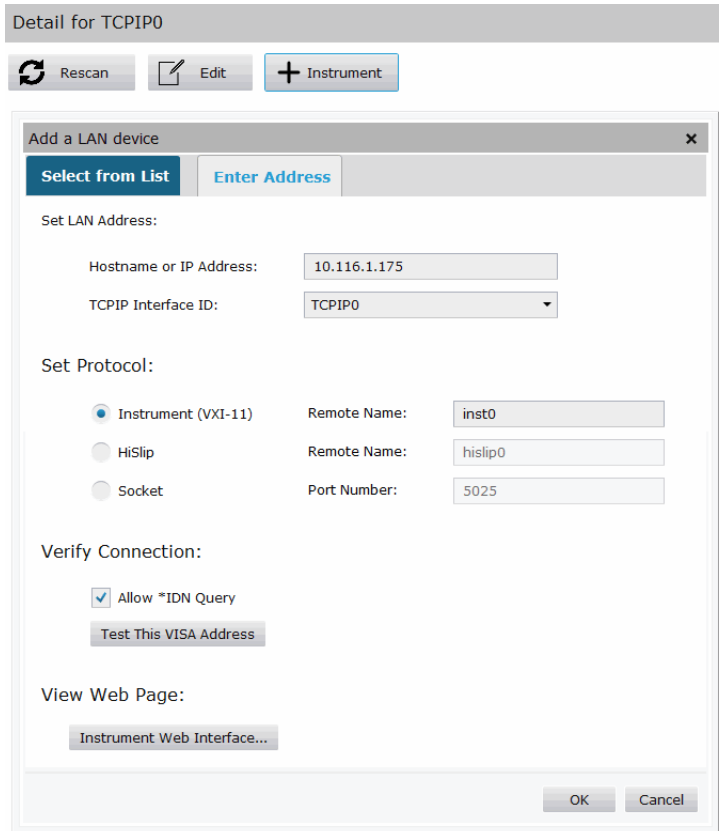 Detail for TCPIP0
Rescan Edit Instrument
Add a LAN device
Select from List Enter Address
Set LAN Address:
Hostname or IP Address: 10.116.1.175
TCPIP Interface ID: TCPIP0
Set Protocol:
Instrument (VXI-11) Remote Name: inst0
HiSlip Remote Name: hislip0
Socket Port Number: 5025
Verify Connection:
Allow *IDN Query
Test This VISA Address
View Web Page:
Instrument Web Interface...
OK Cancel